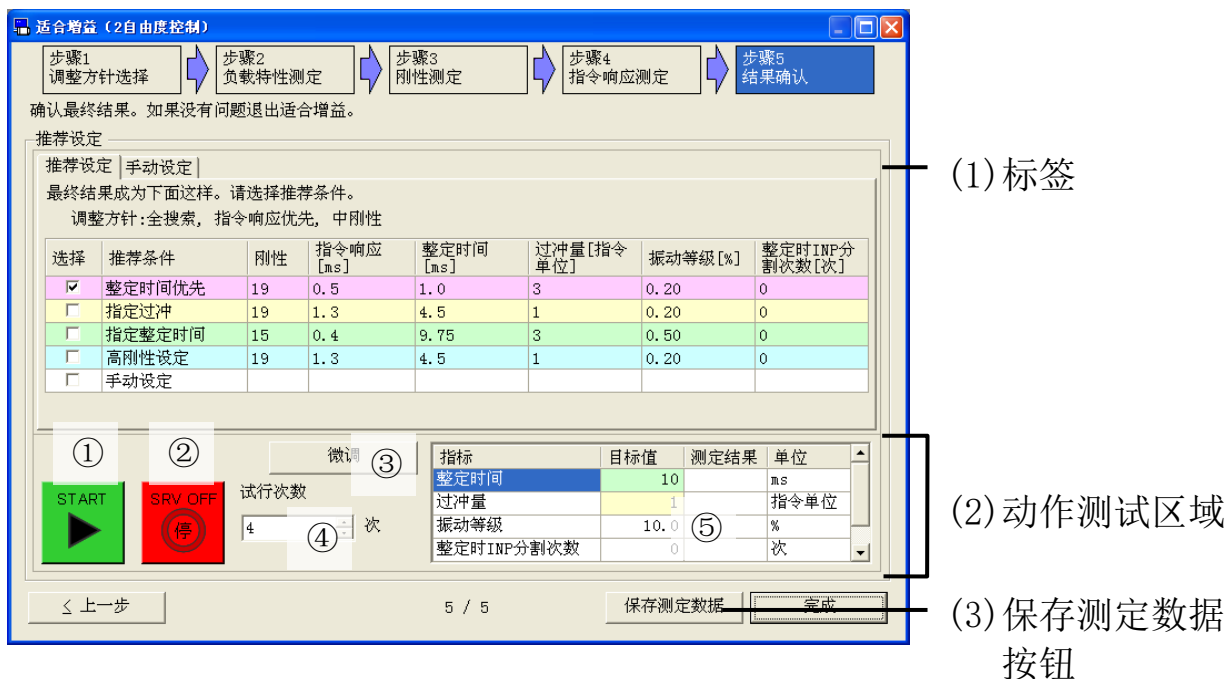 适合增益（2自由度控制）
步骤1
调整方针选择
步骤2
负载特性测定
步骤3
刚性测定
步骤4
指令响应测定
步骤5
结果确认
确认最终结果。如果没有问题退出适合增益。
推荐设定
推荐设定 手动设定
最终结果成为下面这样。请选择推荐条件。
调整方针:全搜索, 指令响应优先, 中刚性
选择 推荐条件 刚性 指令响应[ms] 整定时间[ms] 过冲量[指令单位] 振动等级[%] 整定时INP分割次数[次]
整定时间优先 19 0.5 1.0 3 0.20 0
指定过冲 19 1.3 4.5 1 0.20 0
指定整定时间 15 0.4 9.75 3 0.50 0
高刚性设定 19 1.3 4.5 1 0.20 0
手动设定
① ② 微调 ③
START
SRV OFF
停
试行次数
4 ④ 次
指标 目标值 测定结果 单位
整定时间 10 ms
过冲量 1 指令单位
振动等级 10.0 ⑤ %
整定时INP分割次数 0 次
< 上一步
5 / 5
保存测定数据
完成
(1)标签
(2)动作测试区域
(3)保存测定数据
按钮